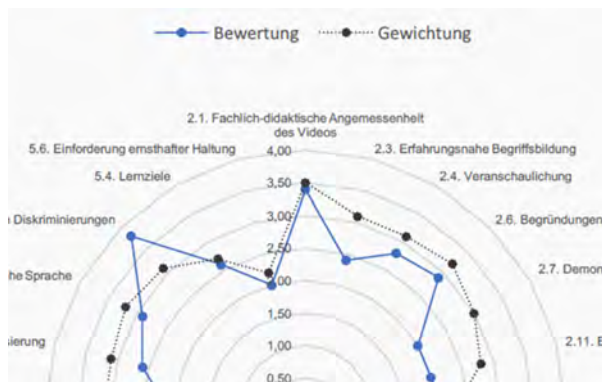 Bewertung Gewichtung
2.1. Fachlich-didaktische Angemessenheit
des Videos
5.6. Einforderung ernsthafter Haltung
4,00
2.3. Erfahrungsnahe Begriffsbildung
5.4. Lernziele
3,50
2.4. Veranschaulichung
n Diskriminierungen
3,00
2.6. Begründungen
2,50
he Sprache
2,00
2.7. Demon
1,50
sierung
1,00
2.11. E
0,50